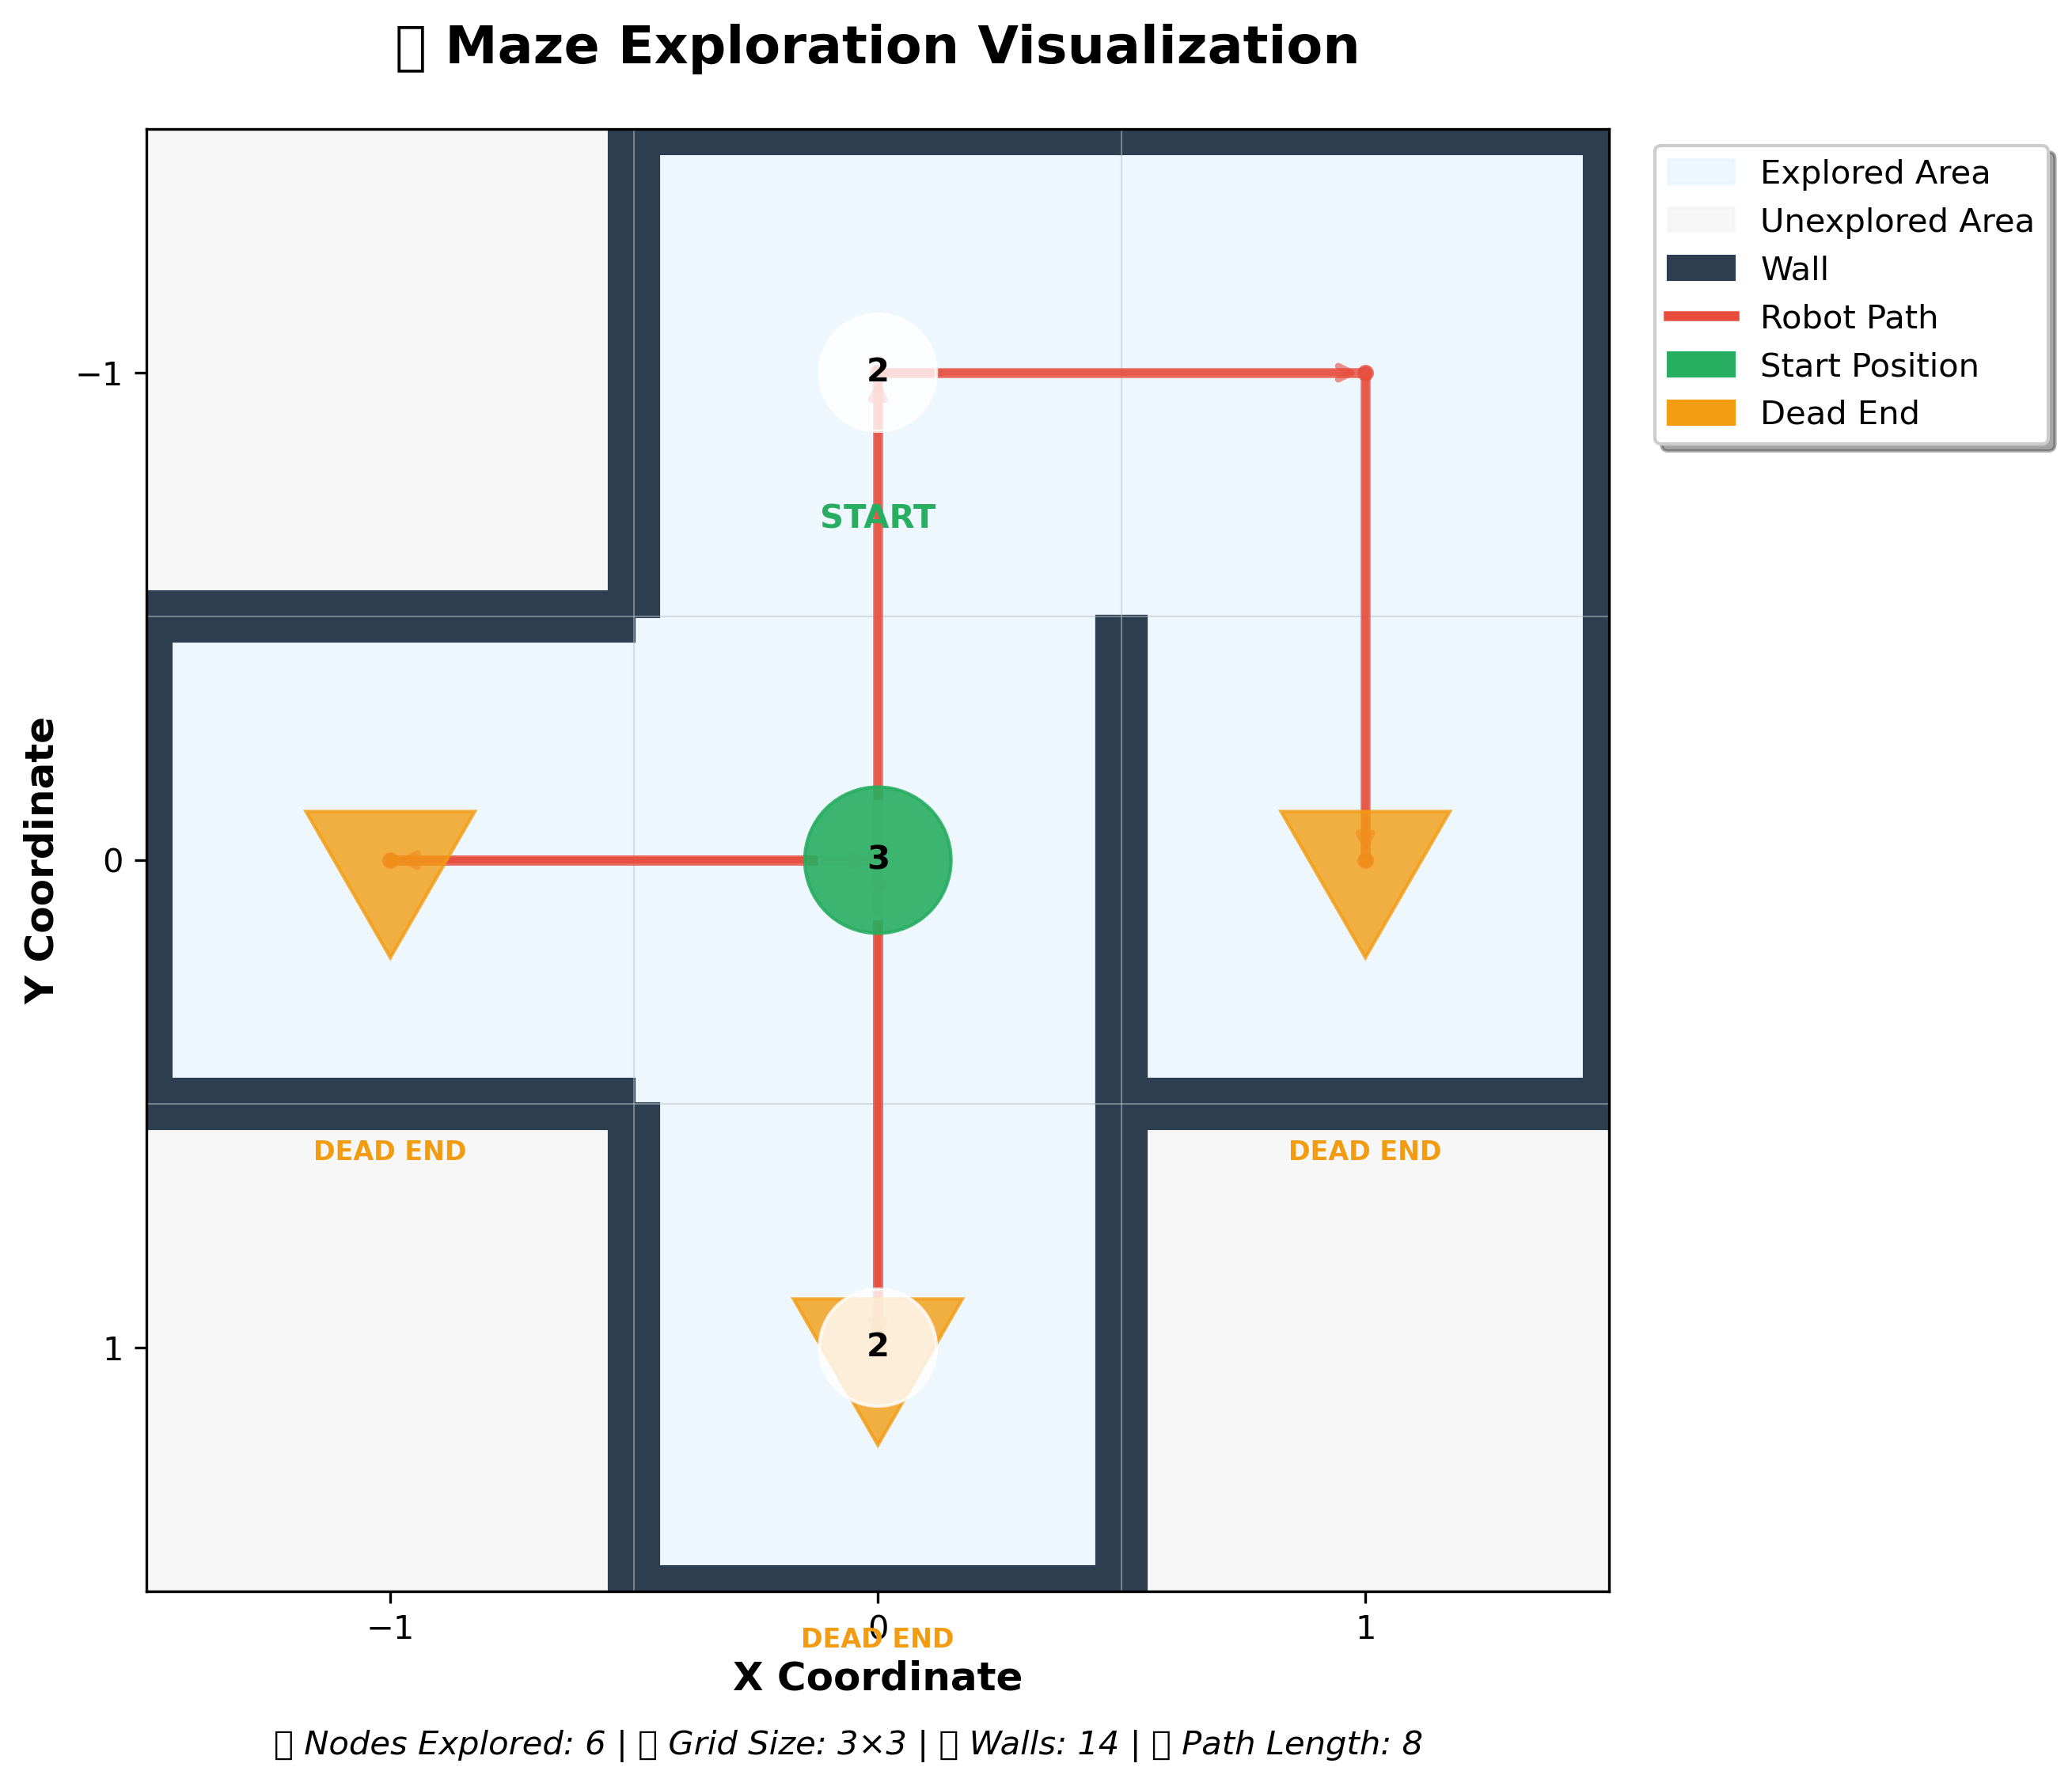 Maze Exploration Visualization
Explored Area
Unexplored Area
Wall
Robot Path
Start Position
Dead End
2
−1
START
Y Coordinate
0
3
DEAD END
DEAD END
1
2
−1
0
1
DEAD END
X Coordinate
Nodes Explored: 6 | Grid Size: 3×3 | Walls: 14 | Path Length: 8